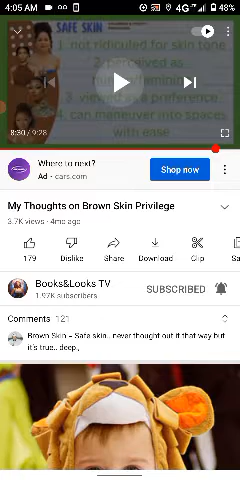 4:05 AM
4G
48%
SAFE SKIN
1. not ridiculed for skin tone
2. perceived as
3. viewed as a preference
4. can maneuver into spaces
with ease
8:30 / 9:28
Where to next?
Ad · cars.com
Shop now
My Thoughts on Brown Skin Privilege
3.7K views · 4mo ago
179
Dislike
Share
Download
Clip
Sa
Books&Looks TV
1.97K subscribers
SUBSCRIBED
Comments 121
Brown Skin = Safe skin.. never thought out it that way but
it's true.. deep,,